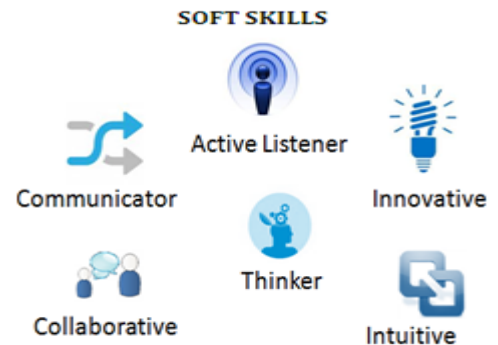 SOFT SKILLS
Active Listener
Communicator
Innovative
Thinker
Collaborative
Intuitive